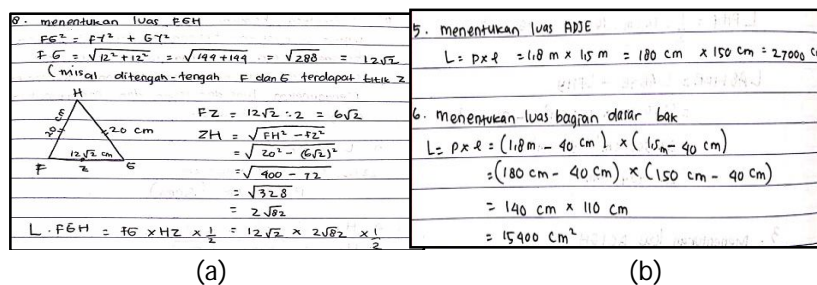 8. menentukan luas FGH
FG² = FY² + GY²
FG = √12² + 12² = √144 + 144 = √288 = 12√2
(misal ditengah-tengah F dan G terdapat titik Z
H
20 cm
20 cm
12√2 cm
F Z G
FZ = 12√2 : 2 = 6√2
ZH = √FH² - FZ²
= √20² - (6√2)²
= √400 - 72
= √328
= 2√82
L. FGH = FG × HZ × 1/2 = 12√2 × 2√82 × 1/2
(a)
5. menentukan luas ADJE
L = p × l = 1,8 m × 1,5 m = 180 cm × 150 cm = 27000
6. menentukan luas bagian dasar bak
L = p × l = (1,8 m - 40 cm) × (1,5 m - 40 cm)
= (180 cm - 40 cm) × (150 cm - 40 cm)
= 140 cm × 110 cm
= 15400 cm²
(b)